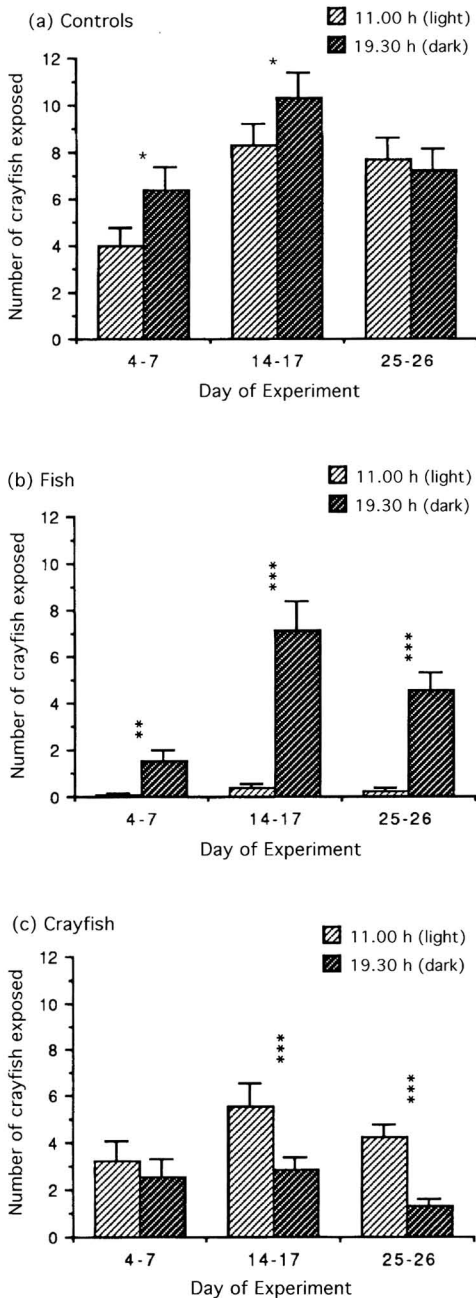 (a) Controls
11.00 h (light)
19.30 h (dark)
Number of crayfish exposed
12
10
8
6
4
2
0
*
*
4-7
14-17
25-26
Day of Experiment
(b) Fish
11.00 h (light)
19.30 h (dark)
Number of crayfish exposed
12
10
8
6
4
2
0
**
***
***
4-7
14-17
25-26
Day of Experiment
(c) Crayfish
11.00 h (light)
19.30 h (dark)
Number of crayfish exposed
12
10
8
6
4
2
0
***
***
4-7
14-17
25-26
Day of Experiment